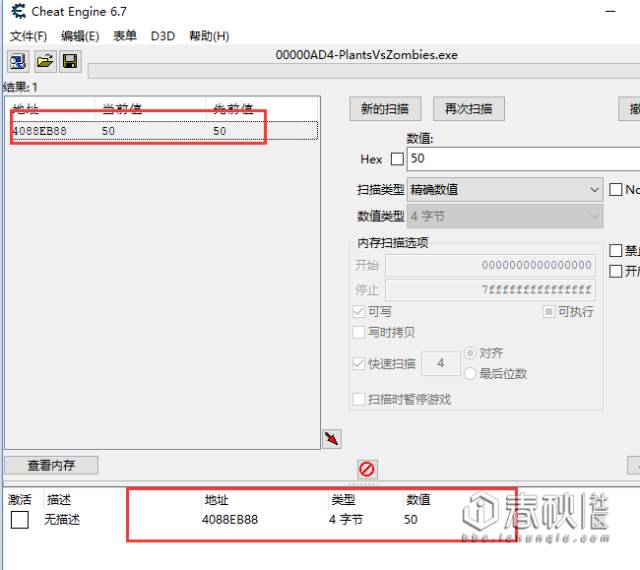 Cheat Engine 6.7
文件(F) 编辑(E) 表单 D3D 帮助(H)
00000AD4-PlantsVsZombies.exe
结果: 1
地址 当前值 先前值
4088EB88 50 50
新的扫描 再次扫描
数值:
Hex 50
扫描类型 精确数值
数值类型 4 字节
内存扫描选项
开始 0000000000000000
停止 7fffffffffffffff
可写 可执行
写时拷贝
快速扫描 4 对齐
最后位数
扫描时暂停游戏
查看内存
激活 描述 地址 类型 数值
无描述 4088EB88 4 字节 50
春秋社区
bbs.ichunqiu.com